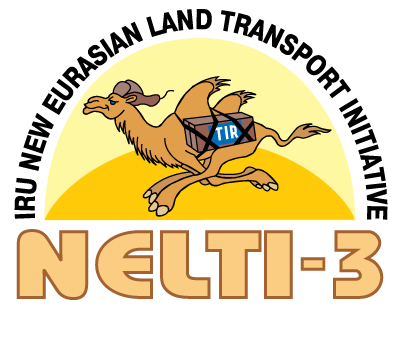 IRU NEW EURASIAN LAND TRANSPORT INITIATIVE
TIR
NELTI-3